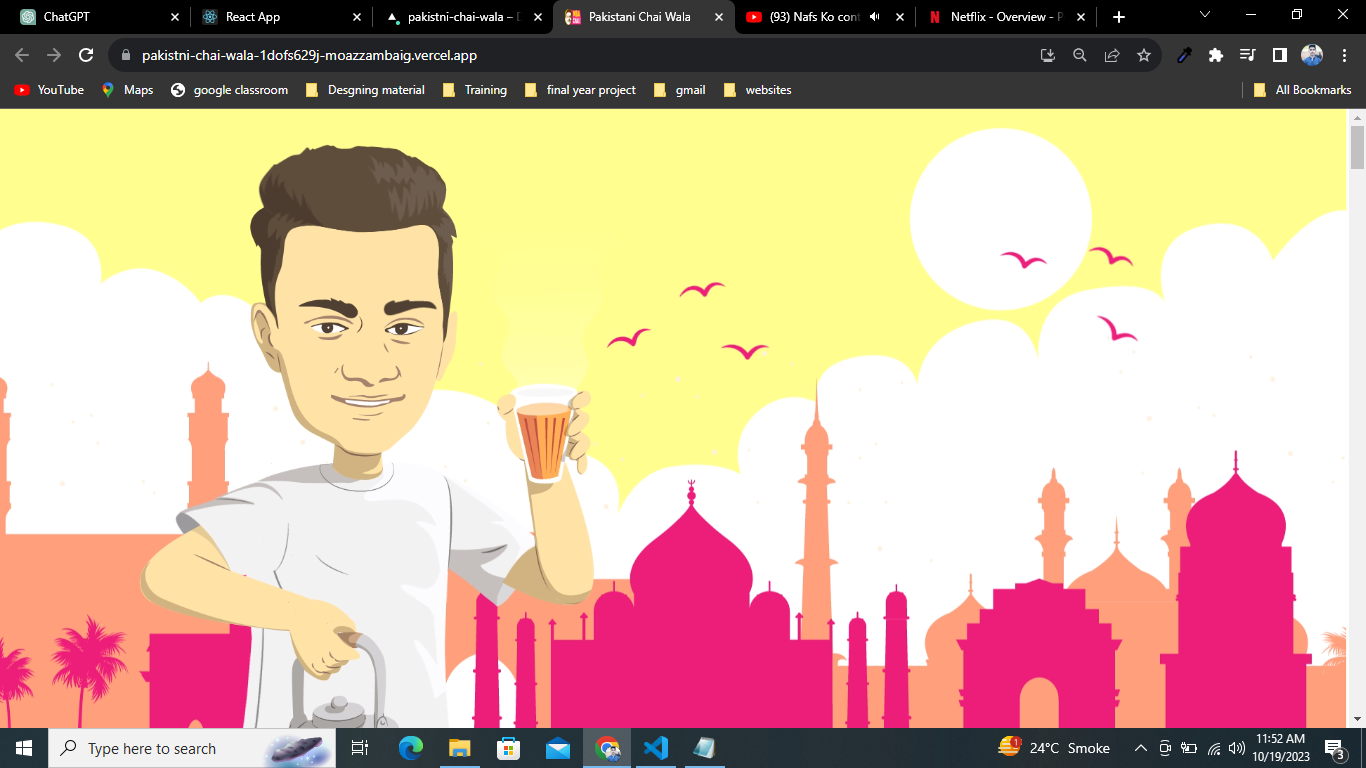 ChatGPT
React App
pakistni-chai-wala – D
Pakistani Chai Wala
(93) Nafs Ko cont
Netflix - Overview - P
pakistni-chai-wala-1dofs629j-moazzambaig.vercel.app
YouTube
Maps
google classroom
Desgning material
Training
final year project
gmail
websites
All Bookmarks
Type here to search
1
24°C Smoke
11:52 AM
10/19/2023
3